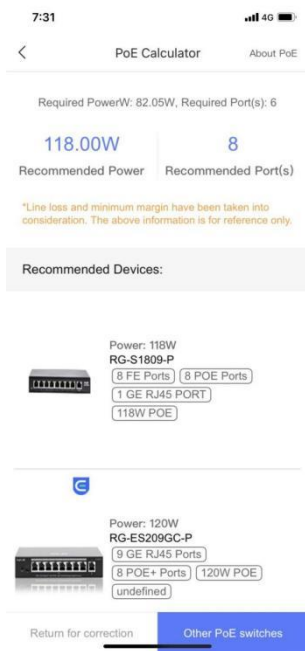 7:31
4G
PoE Calculator
About PoE
Required PowerW: 82.05W, Required Port(s): 6
118.00W
8
Recommended Power
Recommended Port(s)
*Line loss and minimum margin have been taken into
consideration. The above information is for reference only.
Recommended Devices:
Power: 118W
RG-S1809-P
8 FE Ports
8 POE Ports
1 GE RJ45 PORT
118W POE
Power: 120W
RG-ES209GC-P
9 GE RJ45 Ports
8 POE+ Ports
120W POE
undefined
Return for correction
Other PoE switches